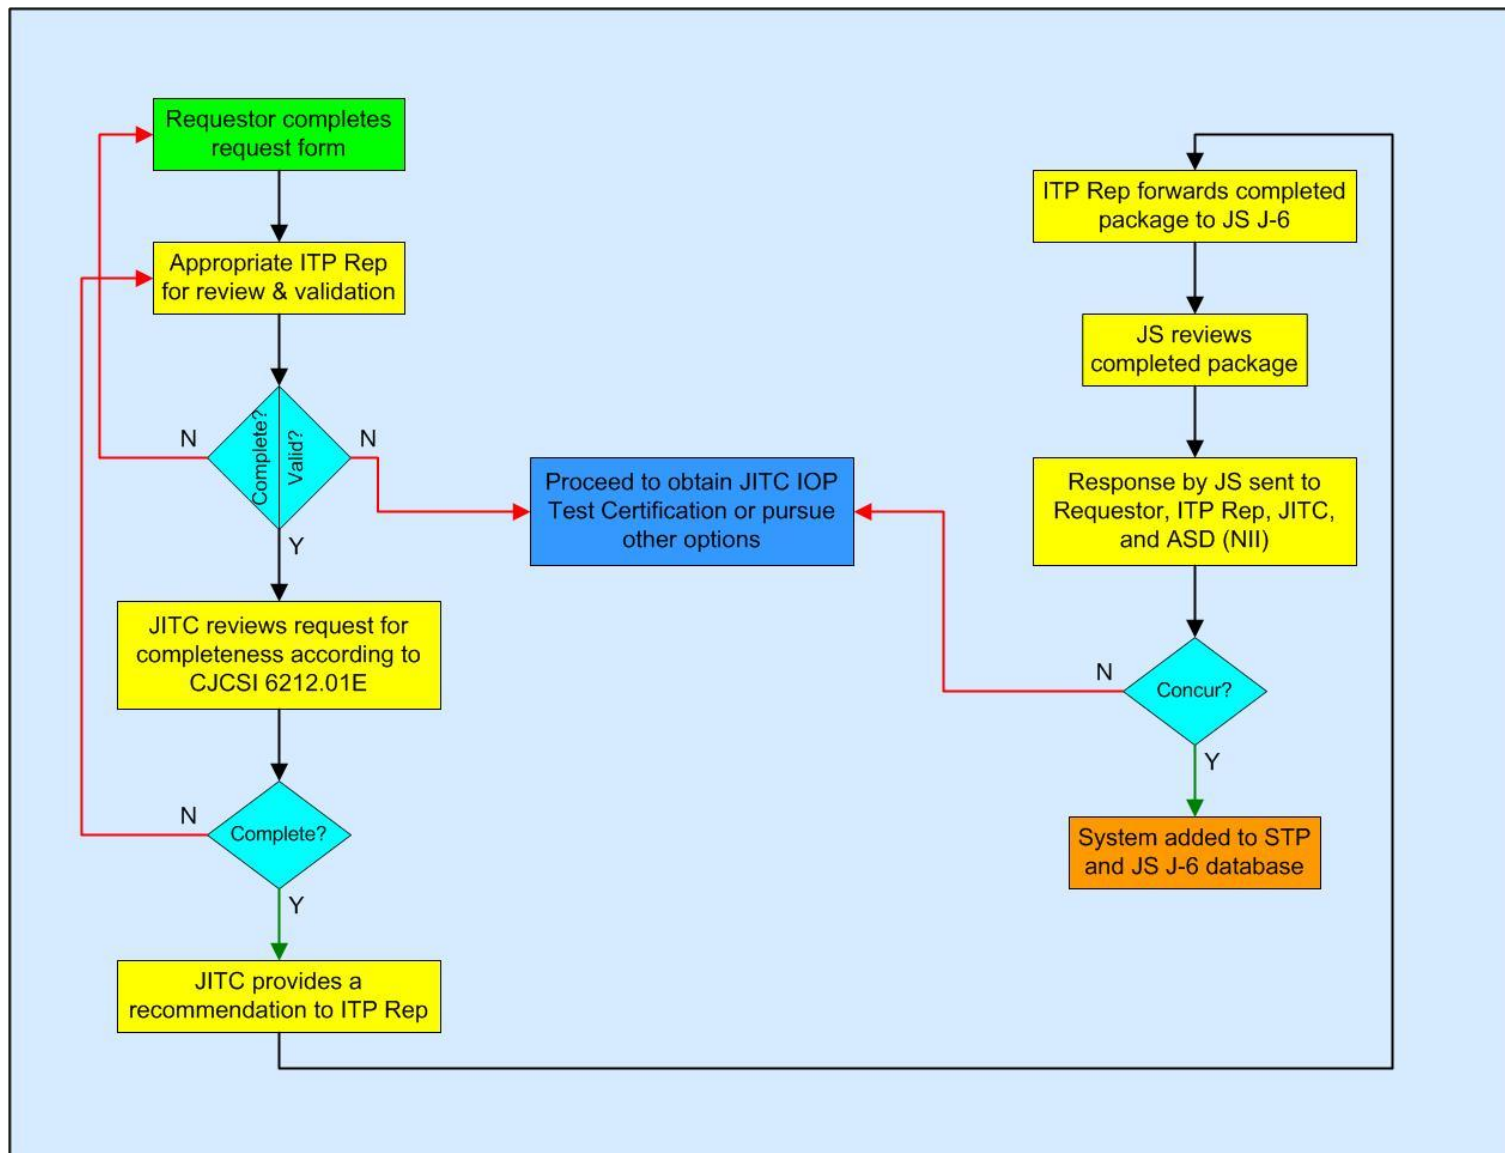 Requestor completes
request form
Appropriate ITP Rep
for review & validation
N
Complete?
Valid?
N
Y
JITC reviews request for
completeness according to
CJCSI 6212.01E
N
Complete?
Y
JITC provides a
recommendation to ITP Rep
Proceed to obtain JITC IOP
Test Certification or pursue
other options
ITP Rep forwards completed
package to JS J-6
JS reviews
completed package
Response by JS sent to
Requestor, ITP Rep, JITC,
and ASD (NII)
N
Concur?
Y
System added to STP
and JS J-6 database